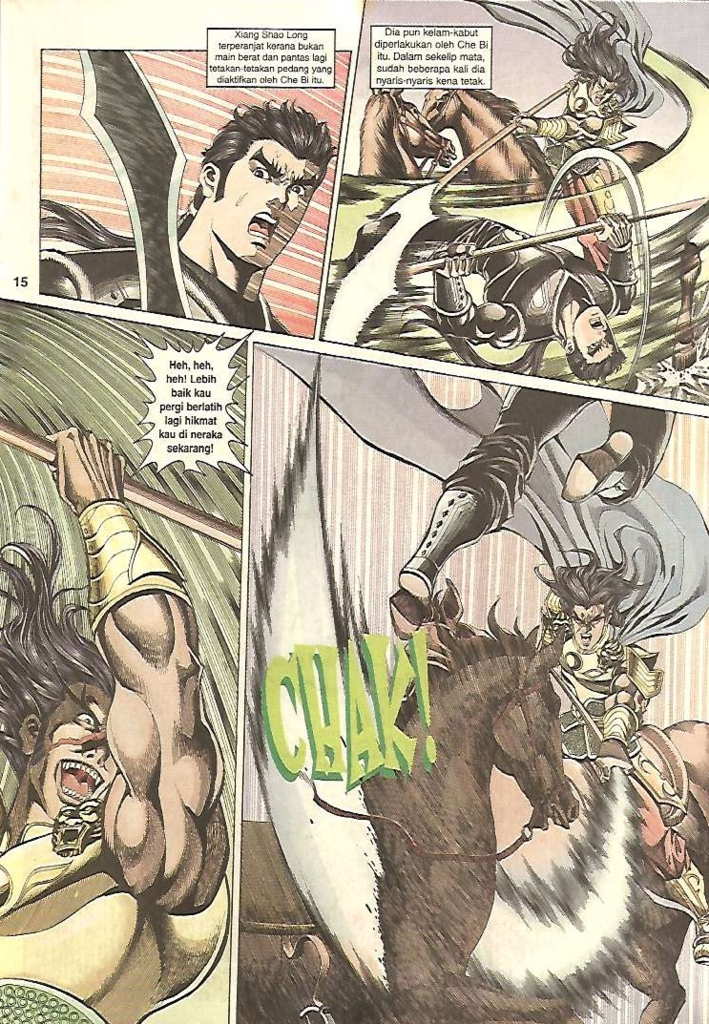 Xiang Shao Long
terperanjat kerana bukan
main berat dan pantas lagi
tetakan-tetakan pedang yang
diaktifkan oleh Che Bi itu.
Dia pun kelam-kabut
diperlakukan oleh Che Bi
itu. Dalam sekelip mata,
sudah beberapa kali dia
nyaris-nyaris kena tetak.
15
Heh, heh,
heh! Lebih
baik kau
pergi berlatih
lagi hikmat
kau di neraka
sekarang!
CHAK!